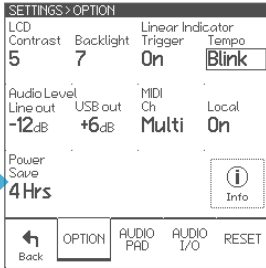 SETTINGS>OPTION
LCD Linear Indicator
Contrast Backlight Trigger Tempo
5 7 On Blink
Audio Level MIDI
Line out USB out Ch Local
-12dB +6dB Multi On
Power
Save
4 Hrs
i
Info
Back OPTION AUDIO PAD AUDIO I/O RESET